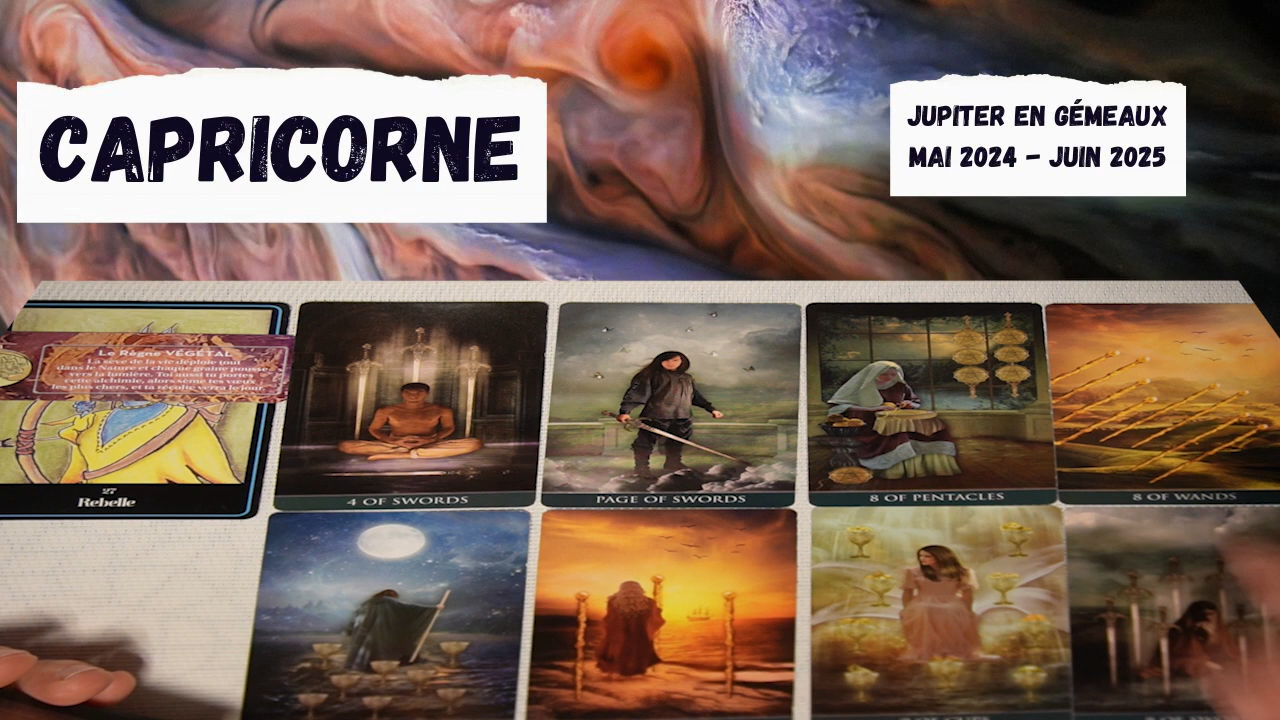 CAPRICORNE
JUPITER EN GÉMEAUX
MAI 2024 - JUIN 2025
Le Règne VÉGÉTAL
La sève de la vie déploie tout
dans le Nature et chaque graine pousse
vers la lumière. Toi aussi tu portes
cette alchimie, alors sème tes vœux
les plus chers, et ta récolte verra le jour.
27
Rebelle
4 OF SWORDS
PAGE OF SWORDS
8 OF PENTACLES
8 OF WANDS